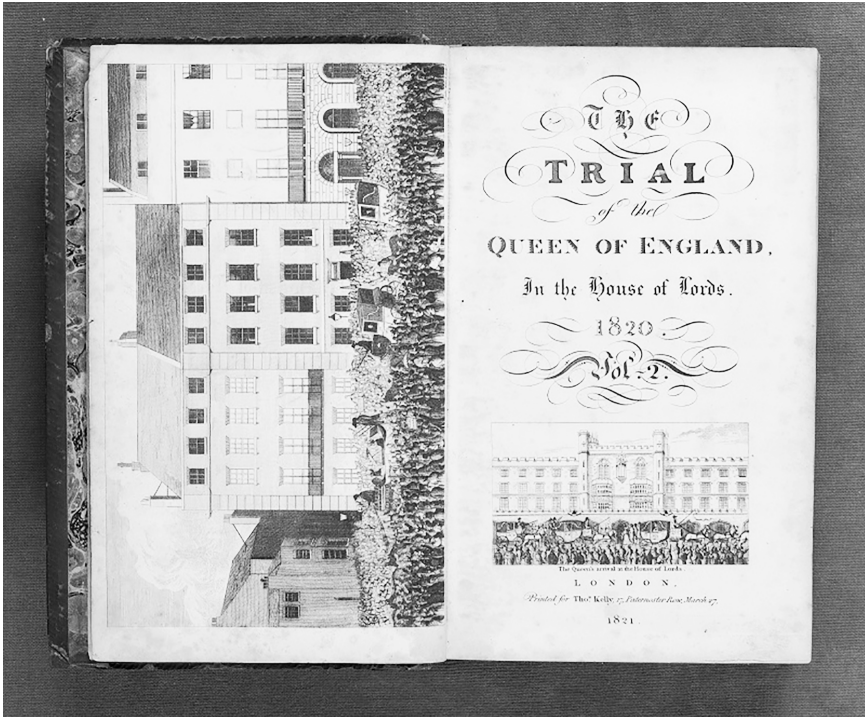 THE
TRIAL
of the
QUEEN OF ENGLAND,
In the House of Lords.
1820.
Vol. 2.
The Queen's arrival at the House of Lords.
LONDON,
Printed for Thos. Kelly, 17, Paternoster Row, March 17,
1821.